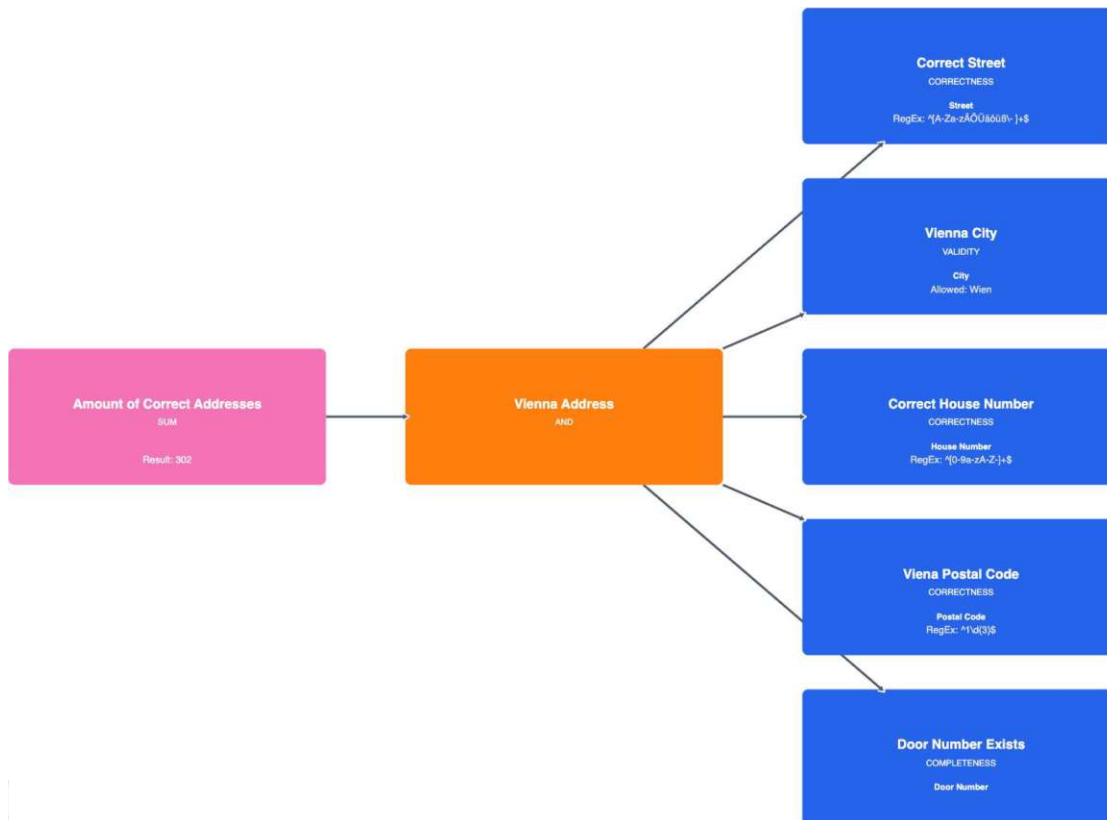 Correct Street
CORRECTNESS
Street
RegEx: ^[A-Za-zÄÖÜäöüß\- ]+$
Vienna City
VALIDITY
City
Allowed: Wien
Amount of Correct Addresses
SUM
Result: 302
Vienna Address
AND
Correct House Number
CORRECTNESS
House Number
RegEx: ^[0-9a-zA-Z-]+$
Viena Postal Code
CORRECTNESS
Postal Code
RegEx: ^1\d{3}$
Door Number Exists
COMPLETENESS
Door Number